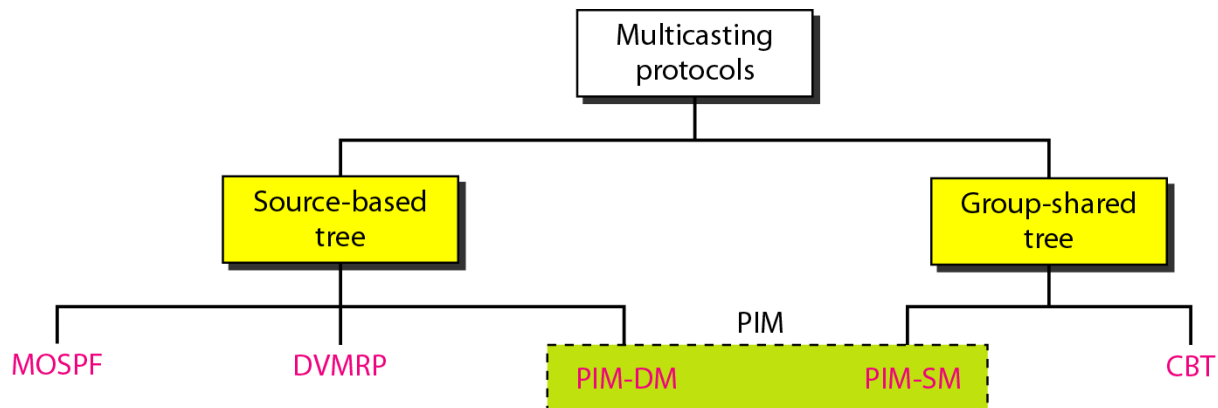 Multicasting
protocols
Source-based
tree
Group-shared
tree
PIM
MOSPF
DVMRP
PIM-DM
PIM-SM
CBT